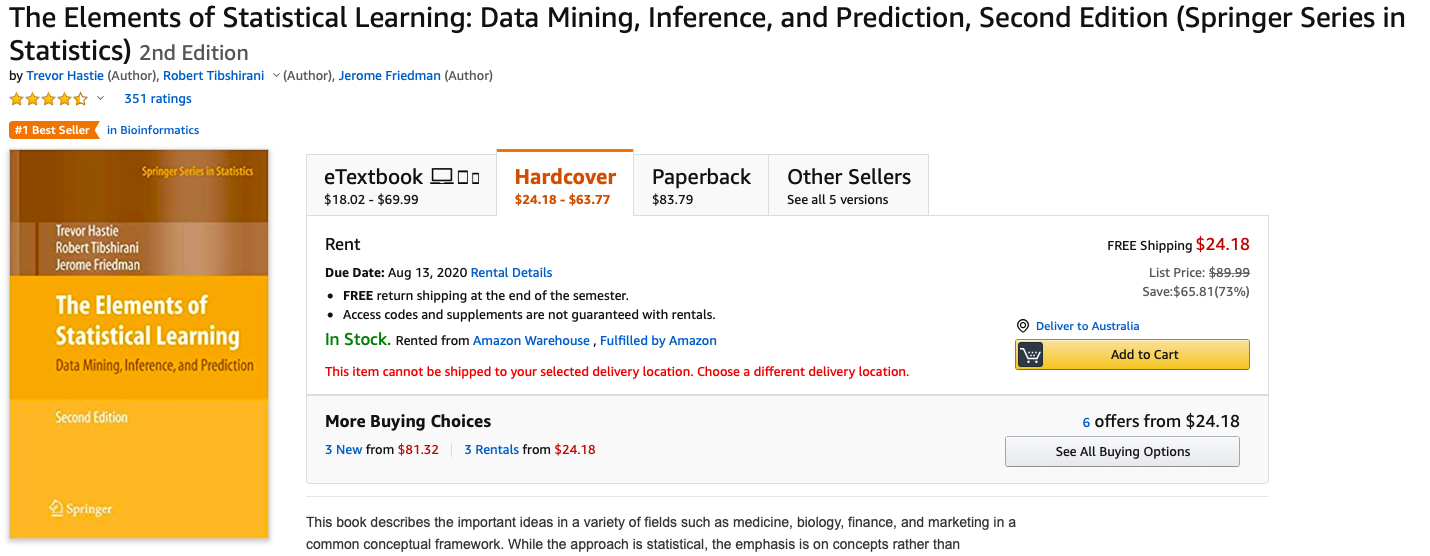 The Elements of Statistical Learning: Data Mining, Inference, and Prediction, Second Edition (Springer Series in
Statistics) 2nd Edition
by Trevor Hastie (Author), Robert Tibshirani (Author), Jerome Friedman (Author)
351 ratings
#1 Best Seller in Bioinformatics
Springer Series in Statistics
Trevor Hastie
Robert Tibshirani
Jerome Friedman
The Elements of
Statistical Learning
Data Mining, Inference, and Prediction
Second Edition
Springer
eTextbook
$18.02 - $69.99
Hardcover
$24.18 - $63.77
Paperback
$83.79
Other Sellers
See all 5 versions
Rent
FREE Shipping $24.18
Due Date: Aug 13, 2020 Rental Details
List Price: $89.99
Save:$65.81(73%)
• FREE return shipping at the end of the semester.
• Access codes and supplements are not guaranteed with rentals.
In Stock. Rented from Amazon Warehouse , Fulfilled by Amazon
This item cannot be shipped to your selected delivery location. Choose a different delivery location.
Deliver to Australia
Add to Cart
More Buying Choices
3 New from $81.32 | 3 Rentals from $24.18
6 offers from $24.18
See All Buying Options
This book describes the important ideas in a variety of fields such as medicine, biology, finance, and marketing in a
common conceptual framework. While the approach is statistical, the emphasis is on concepts rather than